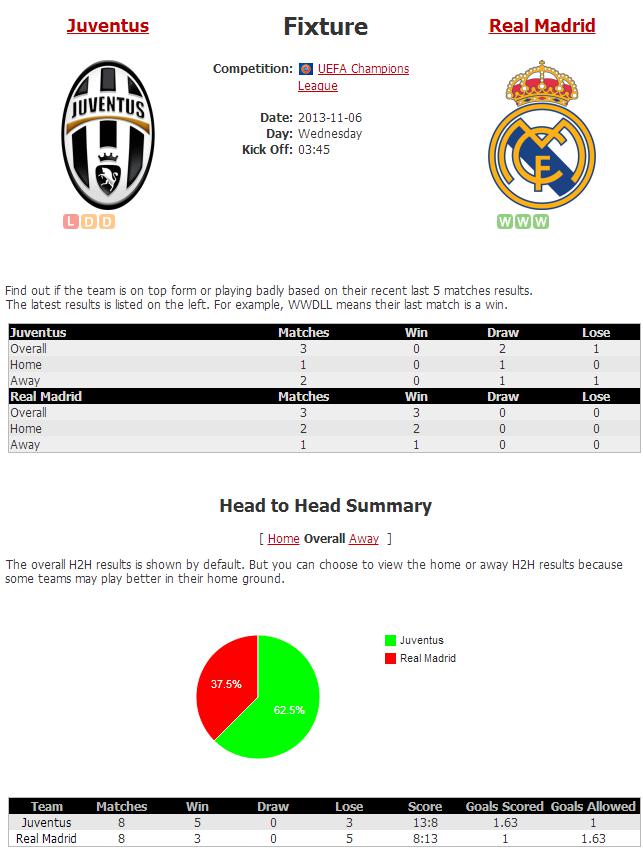 Juventus
Fixture
Real Madrid
JUVENTUS
Competition: UEFA Champions
League
Date: 2013-11-06
Day: Wednesday
Kick Off: 03:45
L D D
W W W
Find out if the team is on top form or playing badly based on their recent last 5 matches results.
The latest results is listed on the left. For example, WWDLL means their last match is a win.
Juventus Matches Win Draw Lose
Overall 3 0 2 1
Home 1 0 1 0
Away 2 0 1 1
Real Madrid Matches Win Draw Lose
Overall 3 3 0 0
Home 2 2 0 0
Away 1 1 0 0
Head to Head Summary
[ Home Overall Away ]
The overall H2H results is shown by default. But you can choose to view the home or away H2H results because
some teams may play better in their home ground.
Juventus
Real Madrid
37.5%
62.5%
Team Matches Win Draw Lose Score Goals Scored Goals Allowed
Juventus 8 5 0 3 13:8 1.63 1
Real Madrid 8 3 0 5 8:13 1 1.63